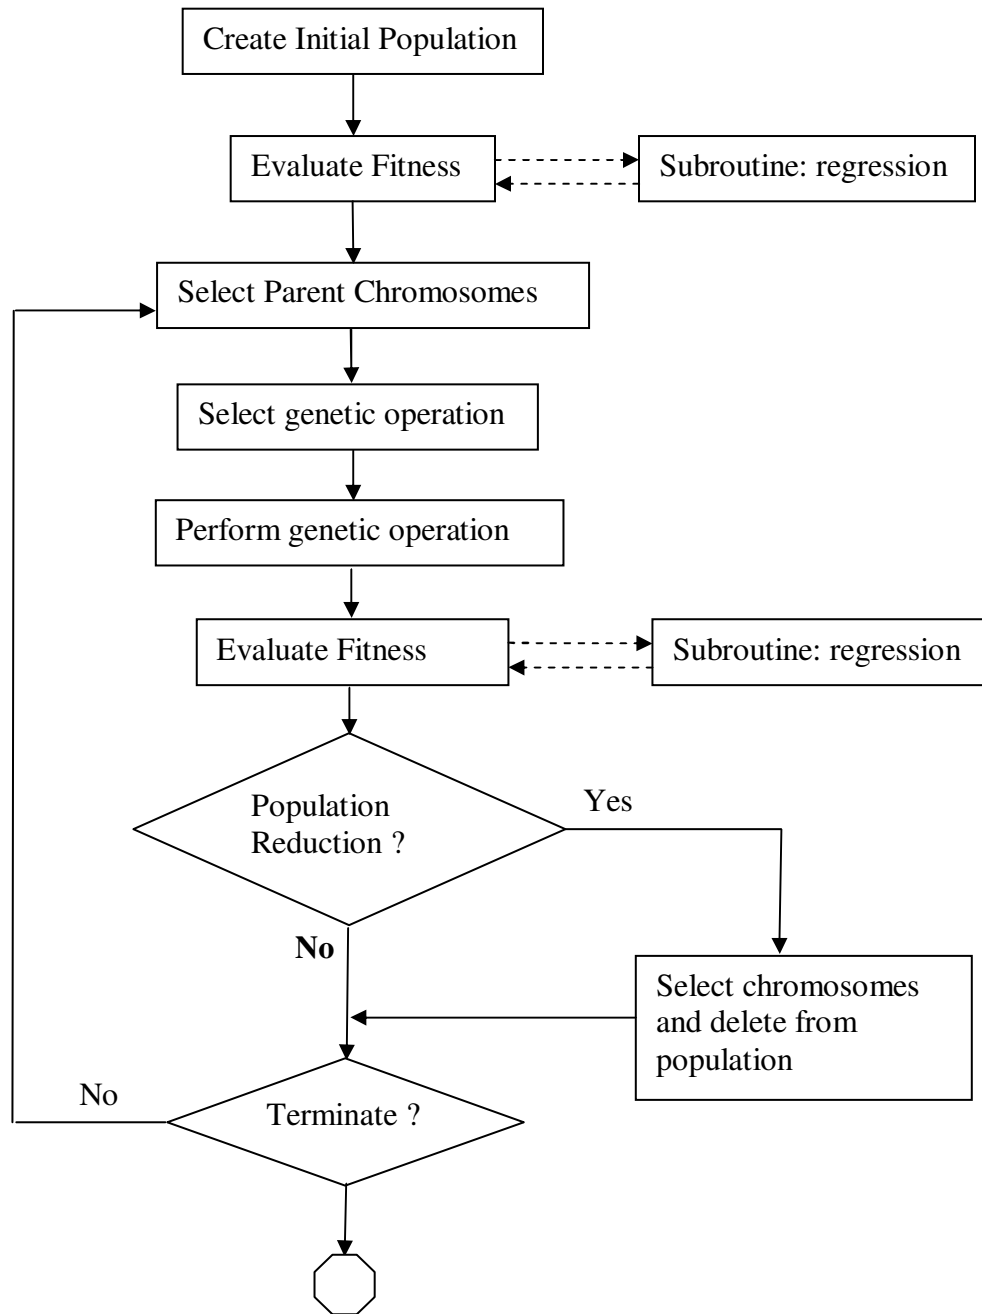 Create Initial Population
Evaluate Fitness
Subroutine: regression
Select Parent Chromosomes
Select genetic operation
Perform genetic operation
Evaluate Fitness
Subroutine: regression
Population
Reduction ?
Yes
No
Select chromosomes
and delete from
population
No
Terminate ?